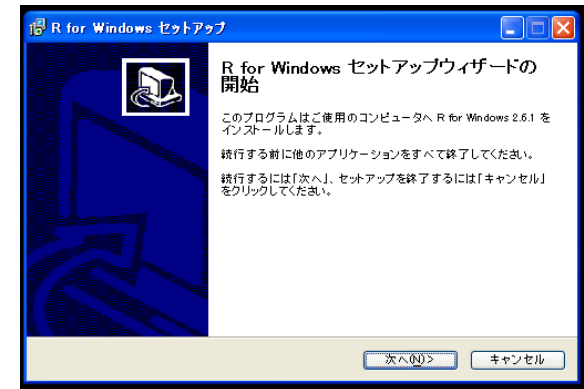 R for Windows セットアップ
R for Windows セットアップウィザードの
開始
このプログラムはご使用のコンピュータへ R for Windows 2.6.1 を
インストールします。
続行する前に他のアプリケーションをすべて終了してください。
続行するには「次へ」、セットアップを終了するには「キャンセル」
をクリックしてください。
次へ(N)>
キャンセル